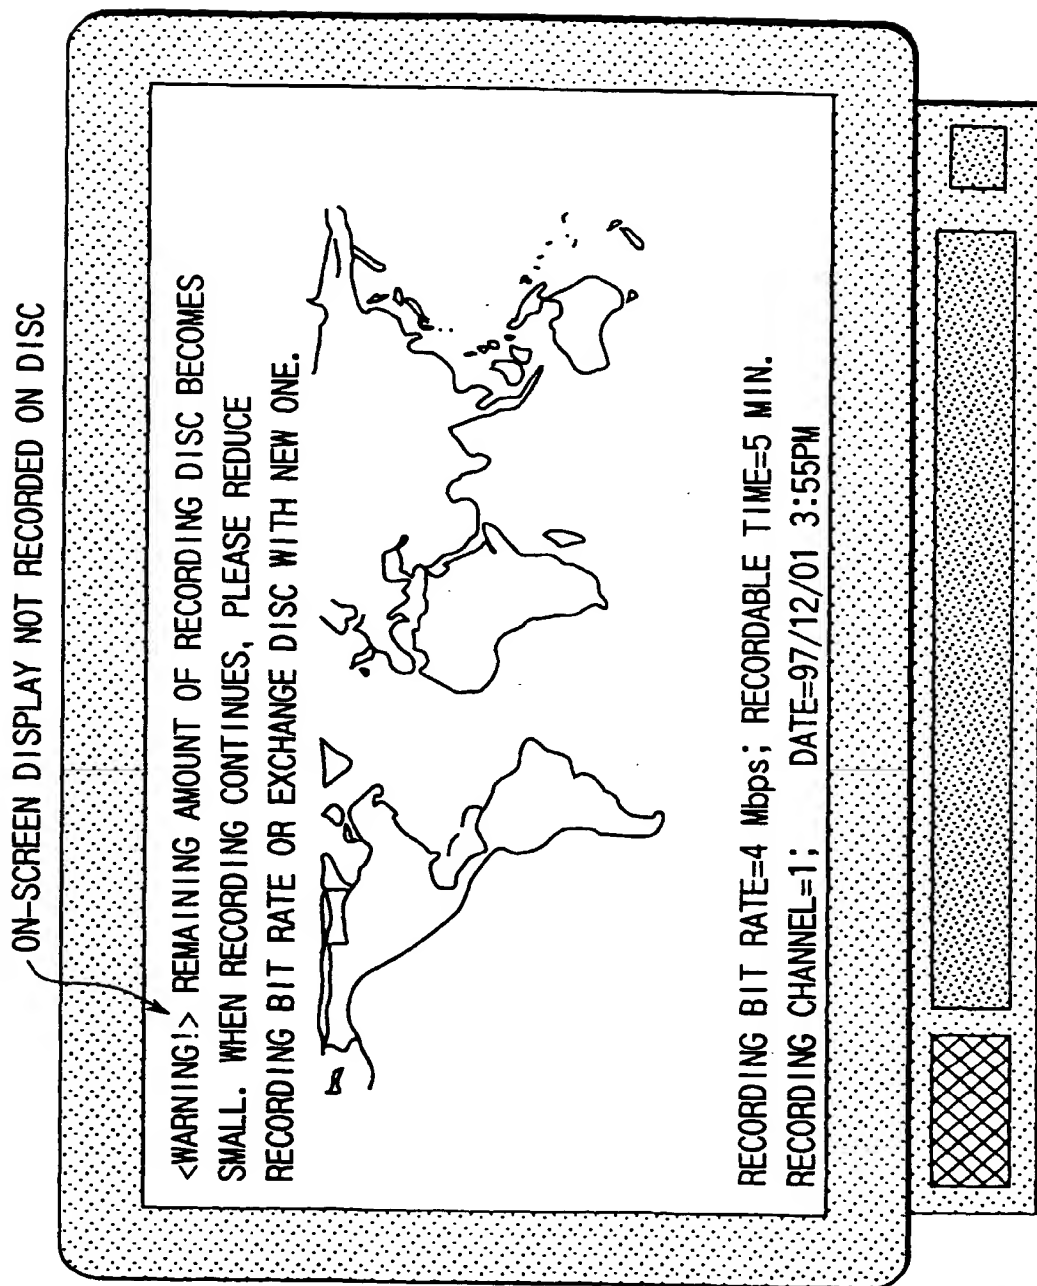 ON-SCREEN DISPLAY NOT RECORDED ON DISC
<WARNING!> REMAINING AMOUNT OF RECORDING DISC BECOMES
SMALL. WHEN RECORDING CONTINUES, PLEASE REDUCE
RECORDING BIT RATE OR EXCHANGE DISC WITH NEW ONE.
RECORDING BIT RATE=4 Mbps; RECORDABLE TIME=5 MIN.
RECORDING CHANNEL=1; DATE=97/12/01 3:55PM